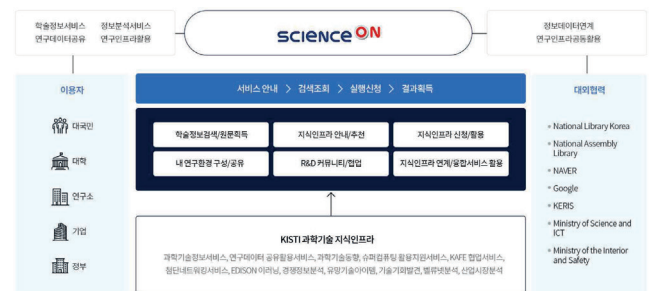 학술정보서비스 정보분석서비스
연구데이터공유 연구인프라활용
SCIENCE ON
정보데이터연계
연구인프라공동활용
이용자
대국민
대학
연구소
기업
정부
서비스 안내 > 검색조회 > 실행신청 > 결과획득
학술정보검색/원문획득
지식인프라 안내/추천
지식인프라 신청/활용
내 연구환경 구성/공유
R&D 커뮤니티/협업
지식인프라 연계/융합서비스 활용
KISTI 과학기술 지식인프라
과학기술정보서비스, 연구데이터 공유활용서비스, 과학기술동향, 슈퍼컴퓨팅 활용지원서비스, KAFE 협업서비스,
첨단네트워킹서비스, EDISON 이러닝, 경쟁정보분석, 유망기술아이템, 기술기회발견, 밸류넷분석, 산업시장분석
대외협력
• National Library Korea
• National Assembly
Library
• NAVER
• Google
• KERIS
• Ministry of Science and
ICT
• Ministry of the Interior
and Safety